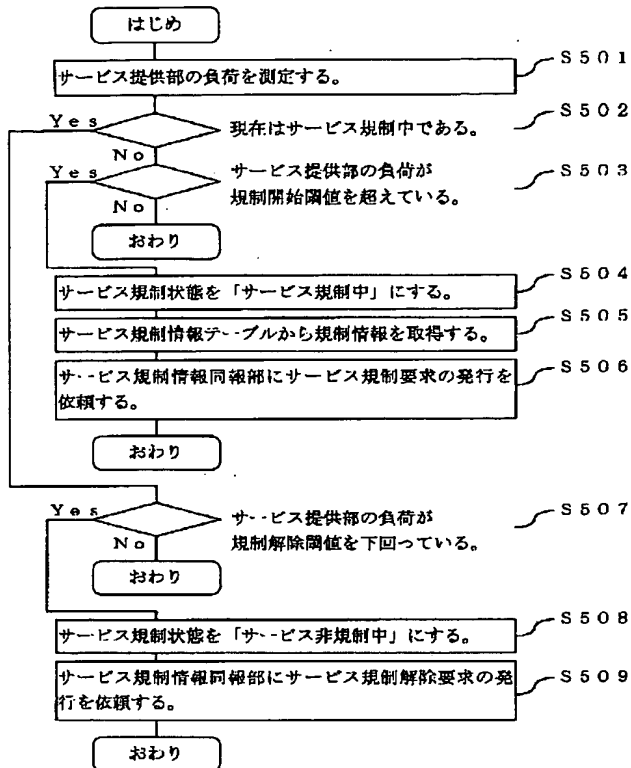 はじめ
サービス提供部の負荷を測定する。
S501
Yes
現在はサービス規制中である。
S502
No
Yes
サービス提供部の負荷が
規制開始閾値を超えている。
S503
No
おわり
サービス規制状態を「サービス規制中」にする。
S504
サービス規制情報テーブルから規制情報を取得する。
S505
サービス規制情報同報部にサービス規制要求の発行を
依頼する。
S506
おわり
Yes
サービス提供部の負荷が
規制解除閾値を下回っている。
S507
No
おわり
サービス規制状態を「サービス非規制中」にする。
S508
サービス規制情報同報部にサービス規制解除要求の発
行を依頼する。
S509
おわり